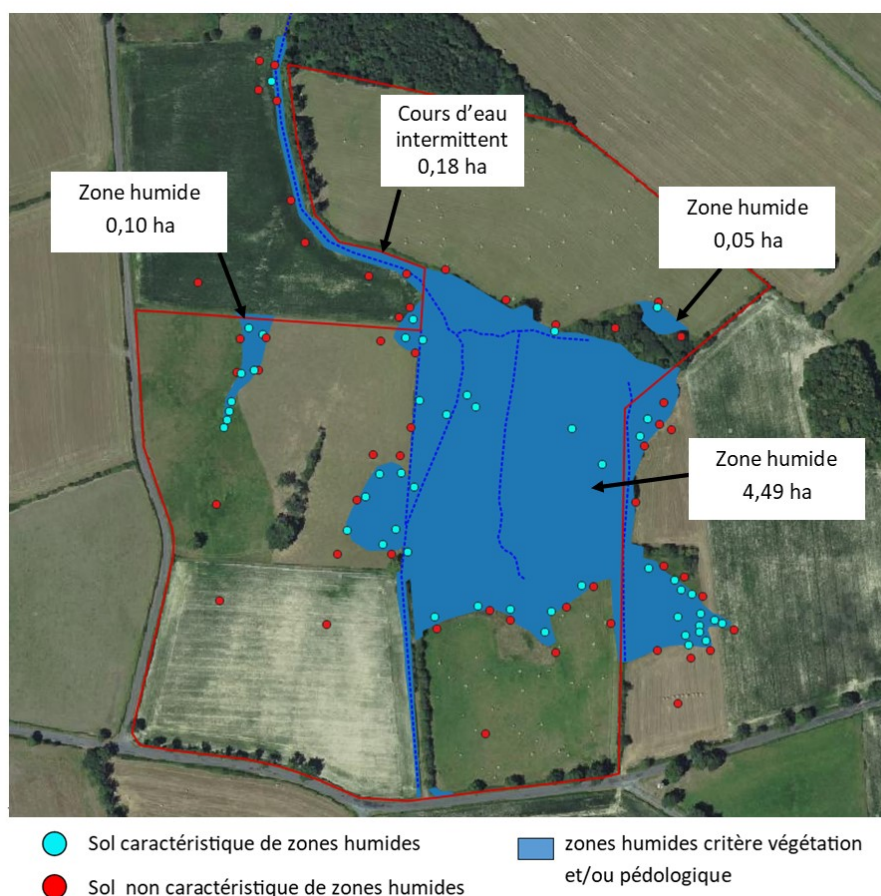 Cours d'eau
intermittent
0,18 ha
Zone humide
0,10 ha
Zone humide
0,05 ha
Zone humide
4,49 ha
Sol caractéristique de zones humides
Sol non caractéristique de zones humides
zones humides critère végétation
et/ou pédologique